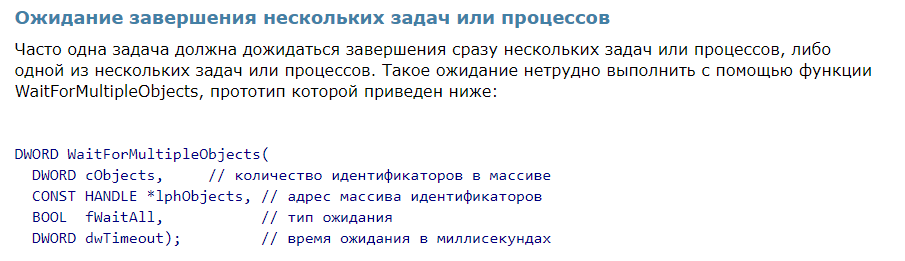 Ожидание завершения нескольких задач или процессов
Часто одна задача должна дожидаться завершения сразу нескольких задач или процессов, либо
одной из нескольких задач или процессов. Такое ожидание нетрудно выполнить с помощью функции
WaitForMultipleObjects, прототип которой приведен ниже:
DWORD WaitForMultipleObjects(
  DWORD cObjects,     // количество идентификаторов в массиве
  CONST HANDLE *lphObjects, // адрес массива идентификаторов
  BOOL  fWaitAll,           // тип ожидания
  DWORD dwTimeout);         // время ожидания в миллисекундах